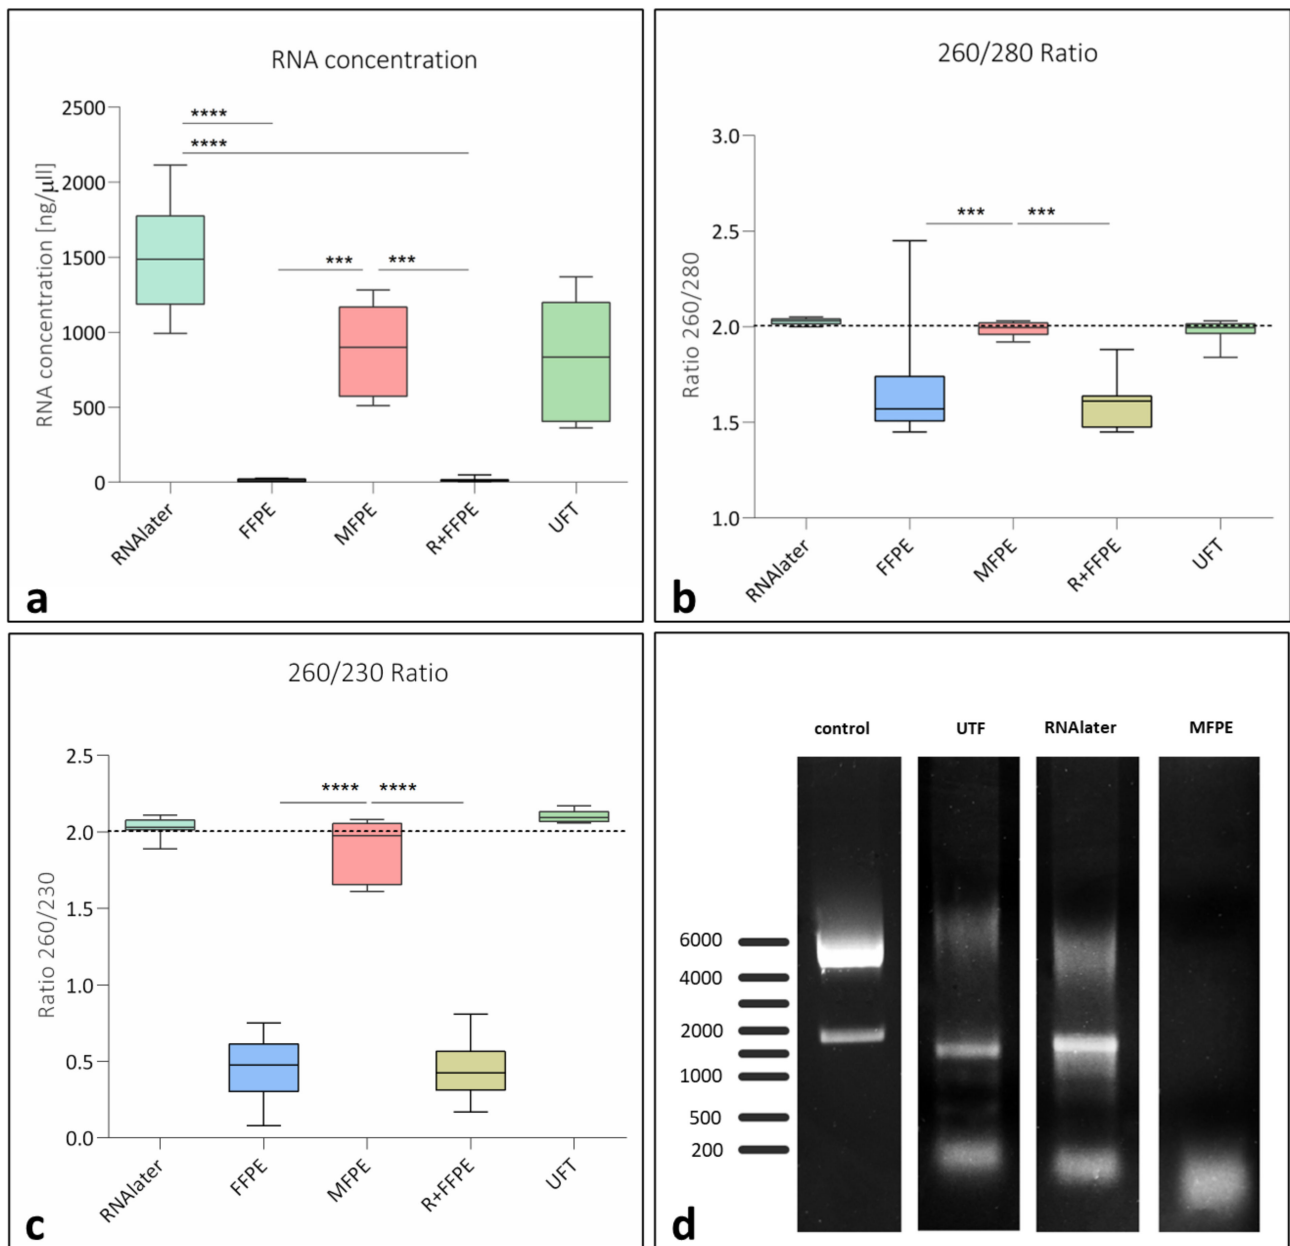 RNA concentration
RNA concentration [ng/µll]
2500
2000
1500
1000
500
0
****
****
*** ***
RNAlater FFPE MFPE R+FFPE UFT
a
260/280 Ratio
Ratio 260/280
3.0
2.5
2.0
1.5
1.0
*** ***
RNAlater FFPE MFPE R+FFPE UFT
b
260/230 Ratio
Ratio 260/230
2.5
2.0
1.5
1.0
0.5
0.0
**** ****
RNAlater FFPE MFPE R+FFPE UFT
c
control UTF RNAlater MFPE
6000
4000
2000
1000
500
200
d